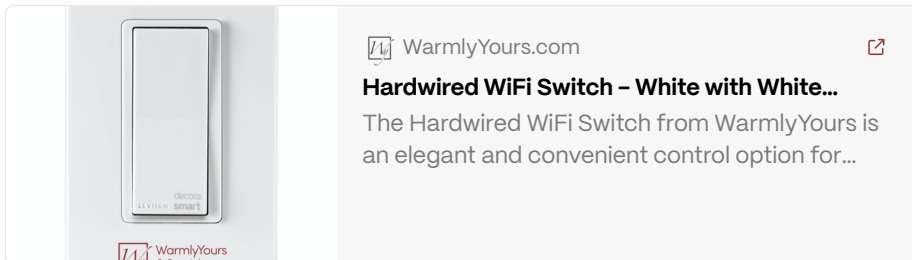 WarmlyYours.com
Hardwired WiFi Switch – White with White...
The Hardwired WiFi Switch from WarmlyYours is
an elegant and convenient control option for...
decora
LEVITON smart
WarmlyYours